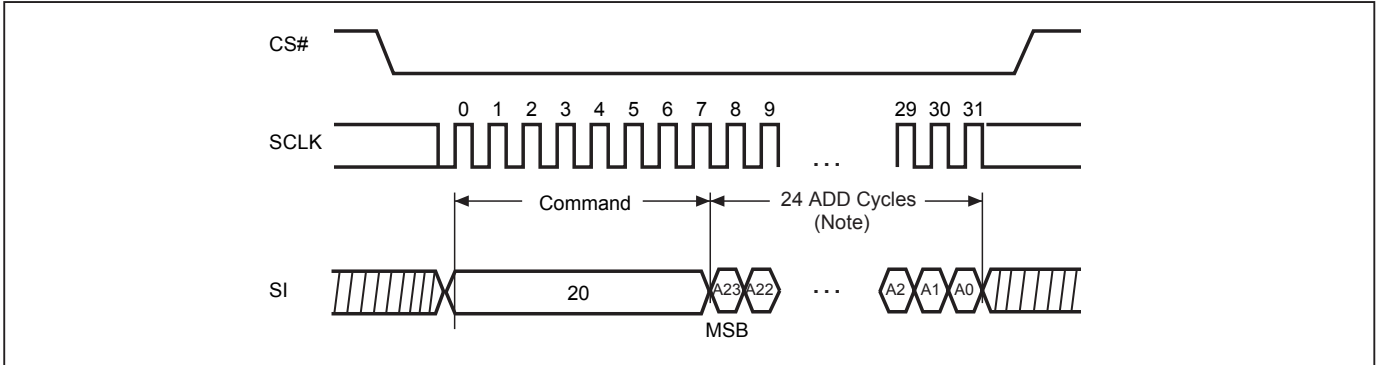 CS#
0 1 2 3 4 5 6 7 8 9 29 30 31
SCLK
...
Command
24 ADD Cycles
(Note)
SI
20
A23 A22 ... A2 A1 A0
MSB